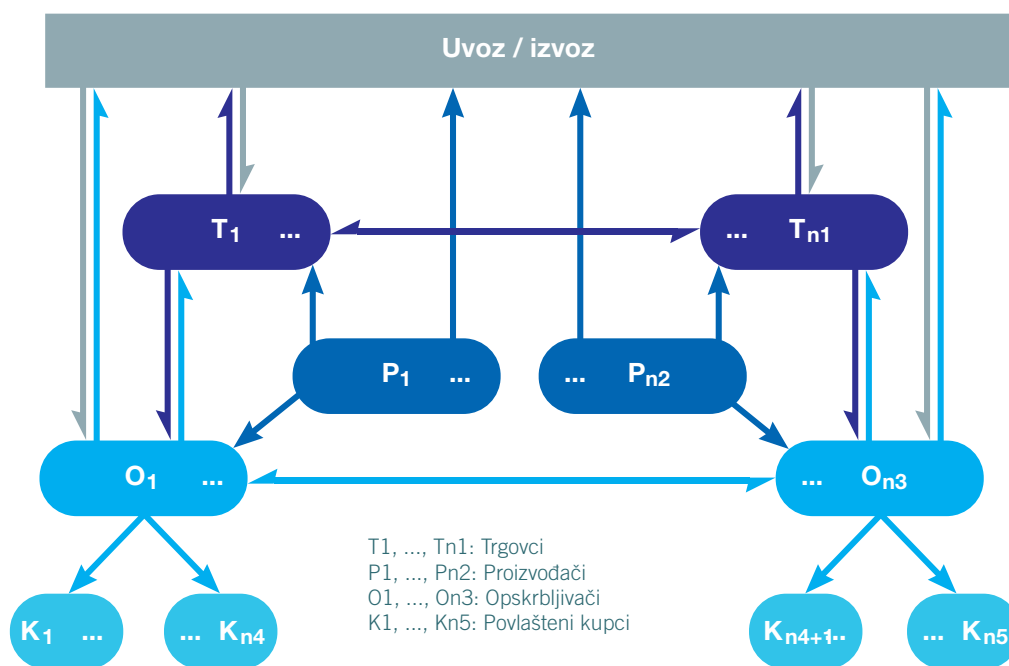 Uvoz / izvoz
T1 ...
... Tn1
P1 ...
... Pn2
O1 ...
... On3
T1, ..., Tn1: Trgovci
P1, ..., Pn2: Proizvođači
O1, ..., On3: Opskrbljivači
K1, ..., Kn5: Povlašteni kupci
K1 ...
... Kn4
Kn4+1...
... Kn5